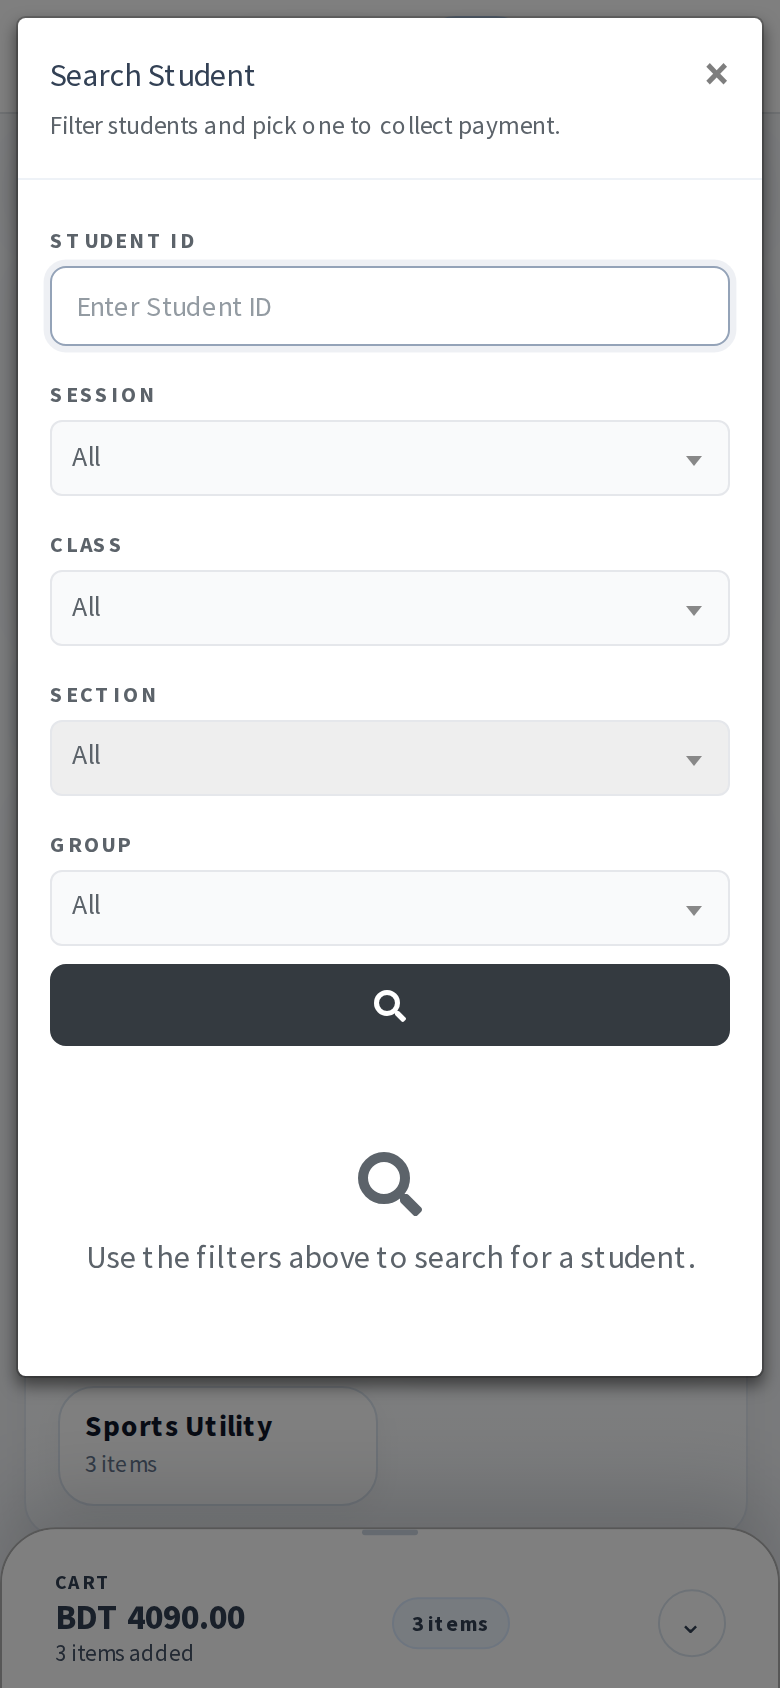 Search Student
×
Filter students and pick one to collect payment.
STUDENT ID
Enter Student ID
SESSION
All
CLASS
All
SECTION
All
GROUP
All
Use the filters above to search for a student.
Sports Utility
3 items
CART
BDT 4090.00
3 items added
3 items